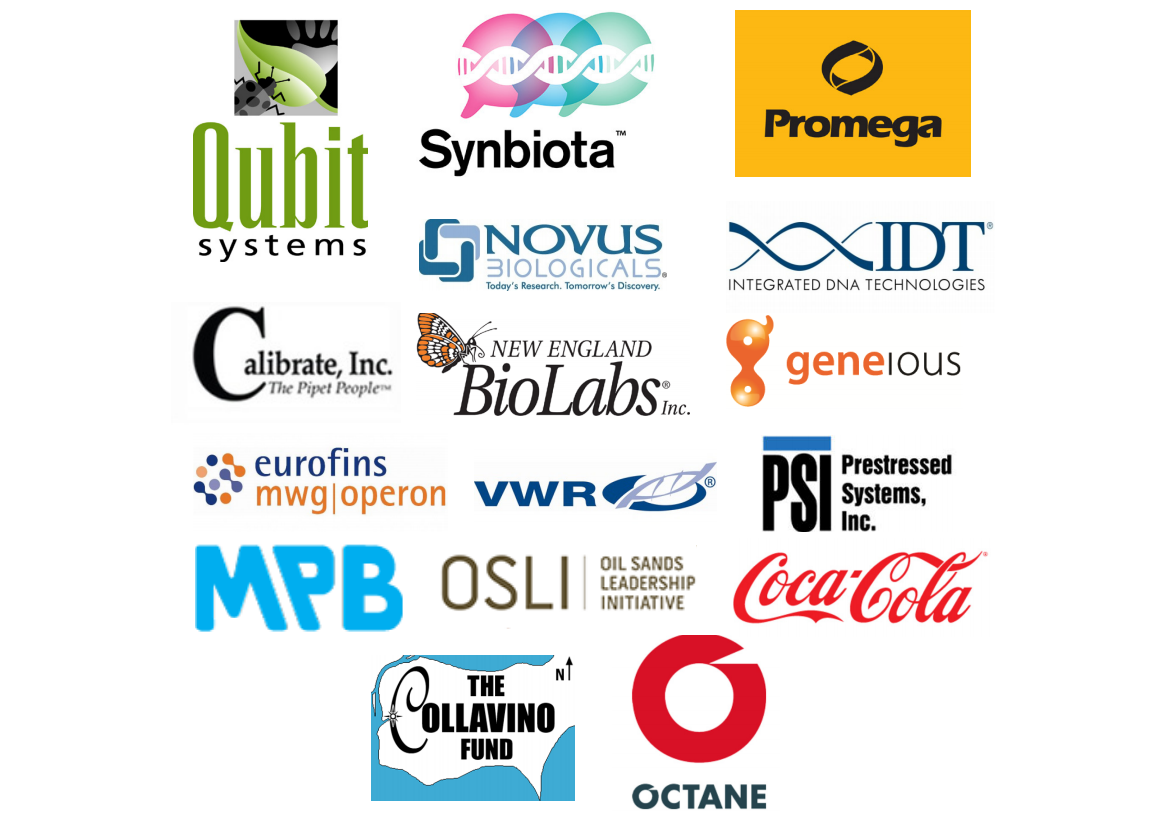 Qubit
systems
Synbiota™
Promega
NOVUS
BIOLOGICALS®
Today's Research. Tomorrow's Discovery.
IDT®
INTEGRATED DNA TECHNOLOGIES
Calibrate, Inc.
The Pipet People™
NEW ENGLAND
BioLabs® Inc.
geneious
eurofins
mwg|operon
VWR®
PSI
Prestressed
Systems,
Inc.
MPB
OSLI
OIL SANDS
LEADERSHIP
INITIATIVE
Coca-Cola®
N
THE
COLLAVINO
FUND
OCTANE